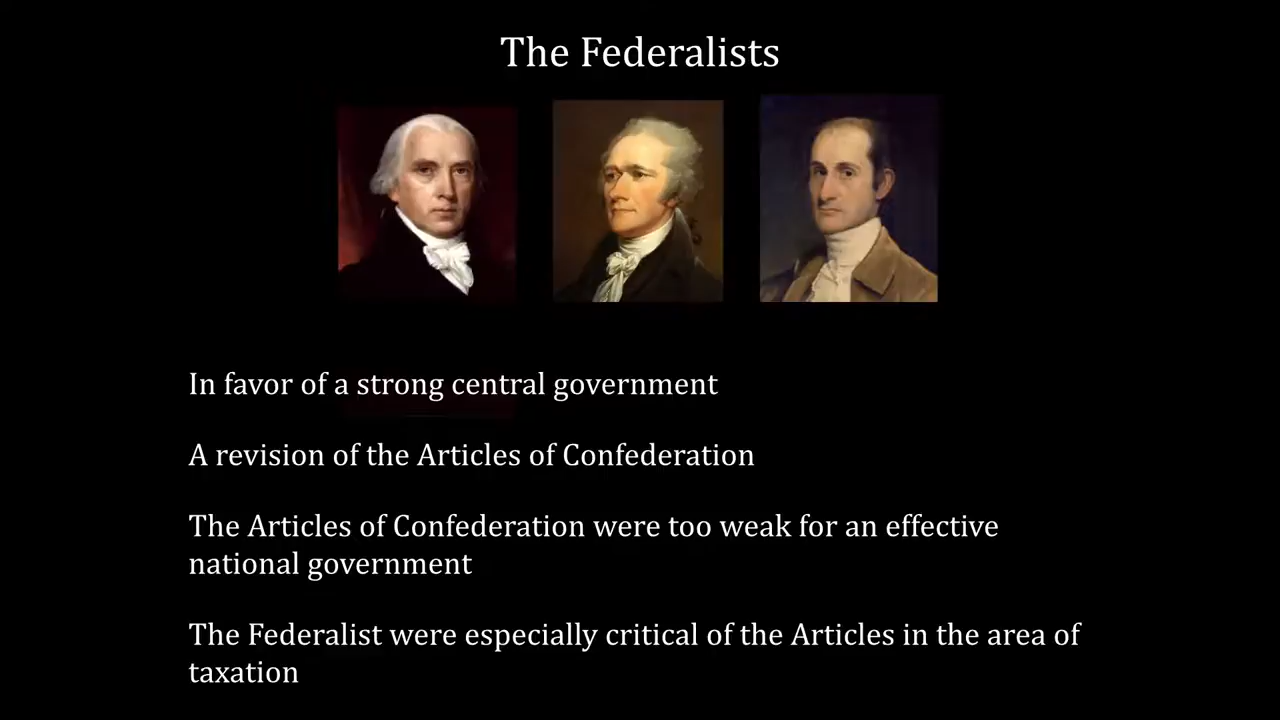 The Federalists
In favor of a strong central government
A revision of the Articles of Confederation
The Articles of Confederation were too weak for an effective
national government
The Federalist were especially critical of the Articles in the area of
taxation